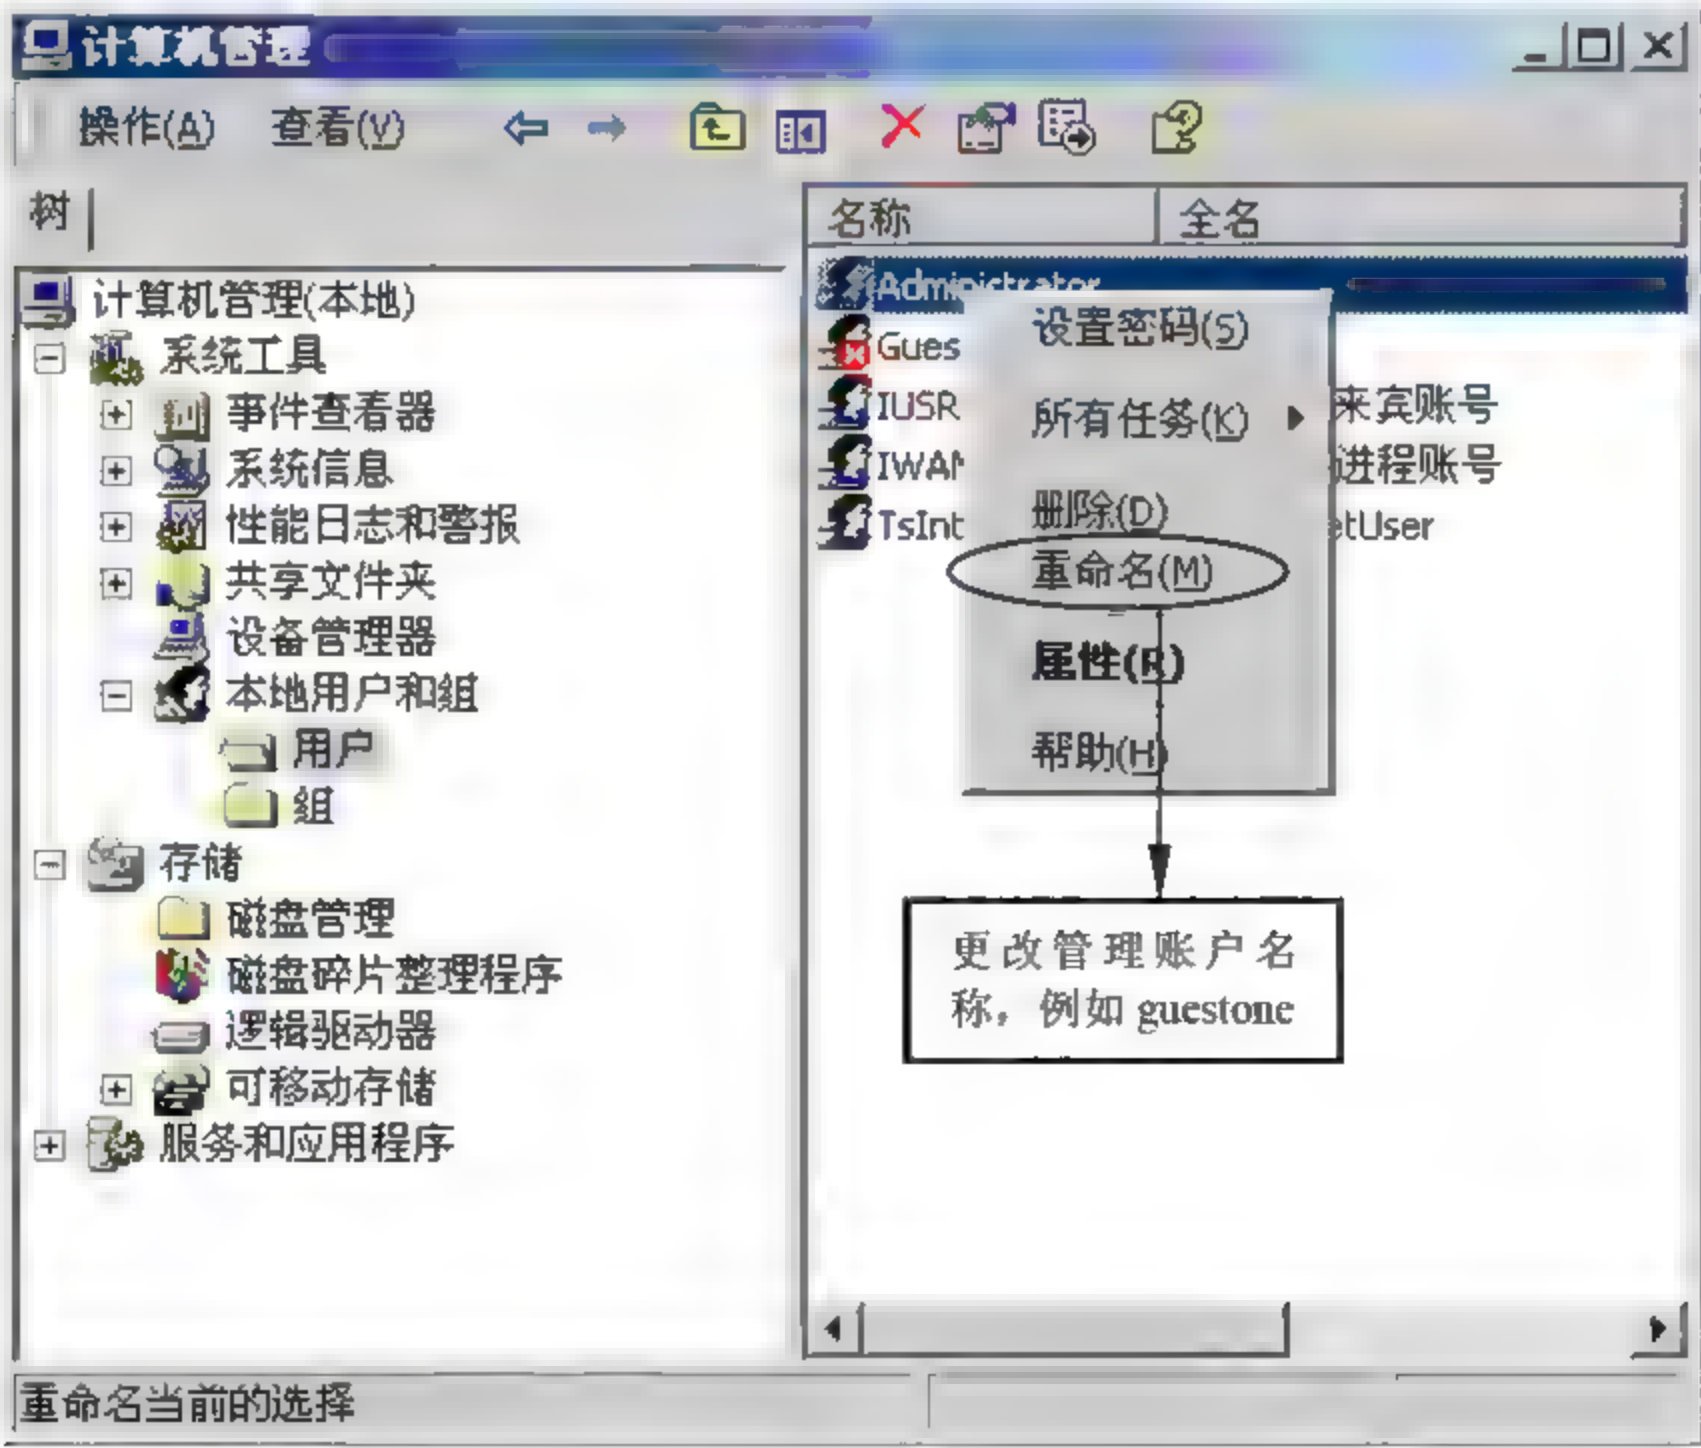 计算机管理
操作(A) 查看(V)
树
名称 全名
计算机管理(本地)
系统工具
事件查看器
系统信息
性能日志和警报
共享文件夹
设备管理器
本地用户和组
用户
组
存储
磁盘管理
磁盘碎片整理程序
逻辑驱动器
可移动存储
服务和应用程序
Administrator
Gues
IUSR 来宾账号
IWAM 进程账号
TsInt etUser
设置密码(S)
所有任务(K)
删除(D)
重命名(M)
属性(R)
帮助(H)
更改管理账户名
称，例如 guestone
重命名当前的选择